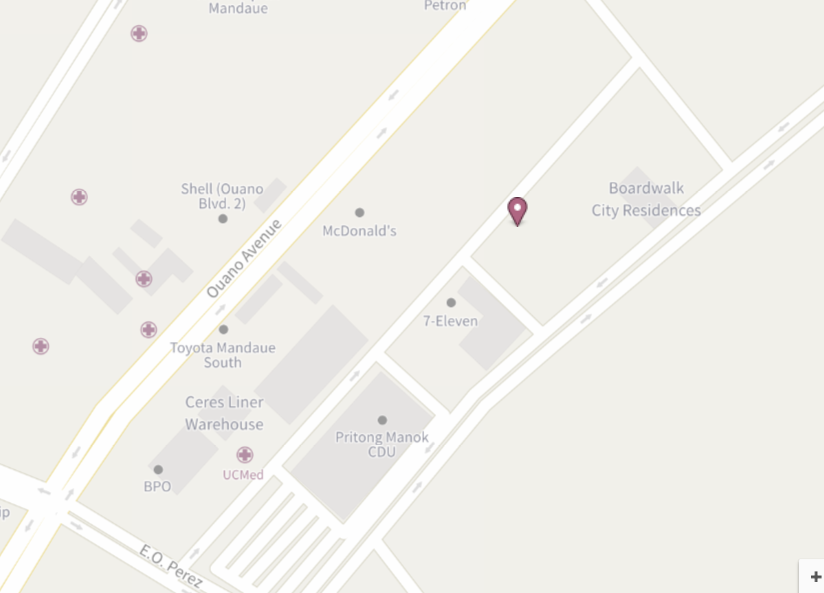 Mandaue
Petron
Shell (Ouano
Blvd. 2)
Boardwalk
City Residences
McDonald's
Ouano Avenue
7-Eleven
Toyota Mandaue
South
Ceres Liner
Warehouse
Pritong Manok
CDU
UCMed
BPO
ip
E.O. Perez
+